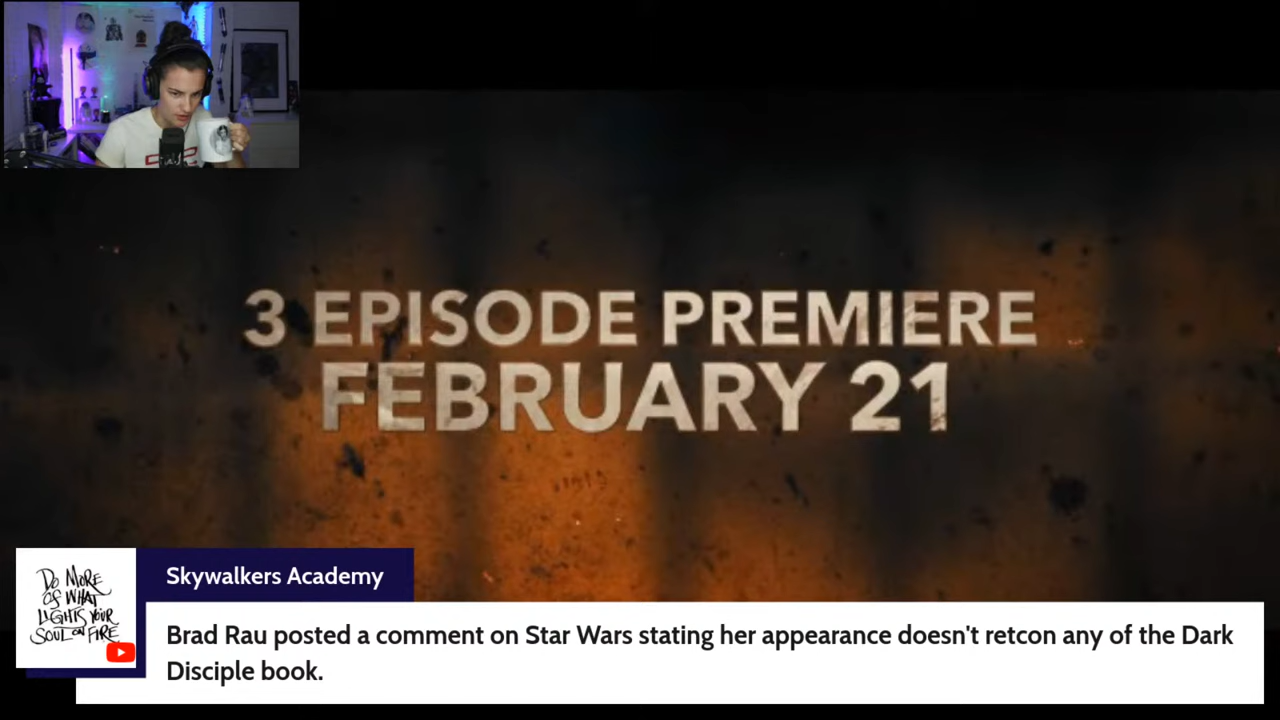 3 EPISODE PREMIERE
FEBRUARY 21
DO MORE
OF WHAT
LIGHTS YOUR
SOUL ON FIRE
Skywalkers Academy
Brad Rau posted a comment on Star Wars stating her appearance doesn't retcon any of the Dark
Disciple book.